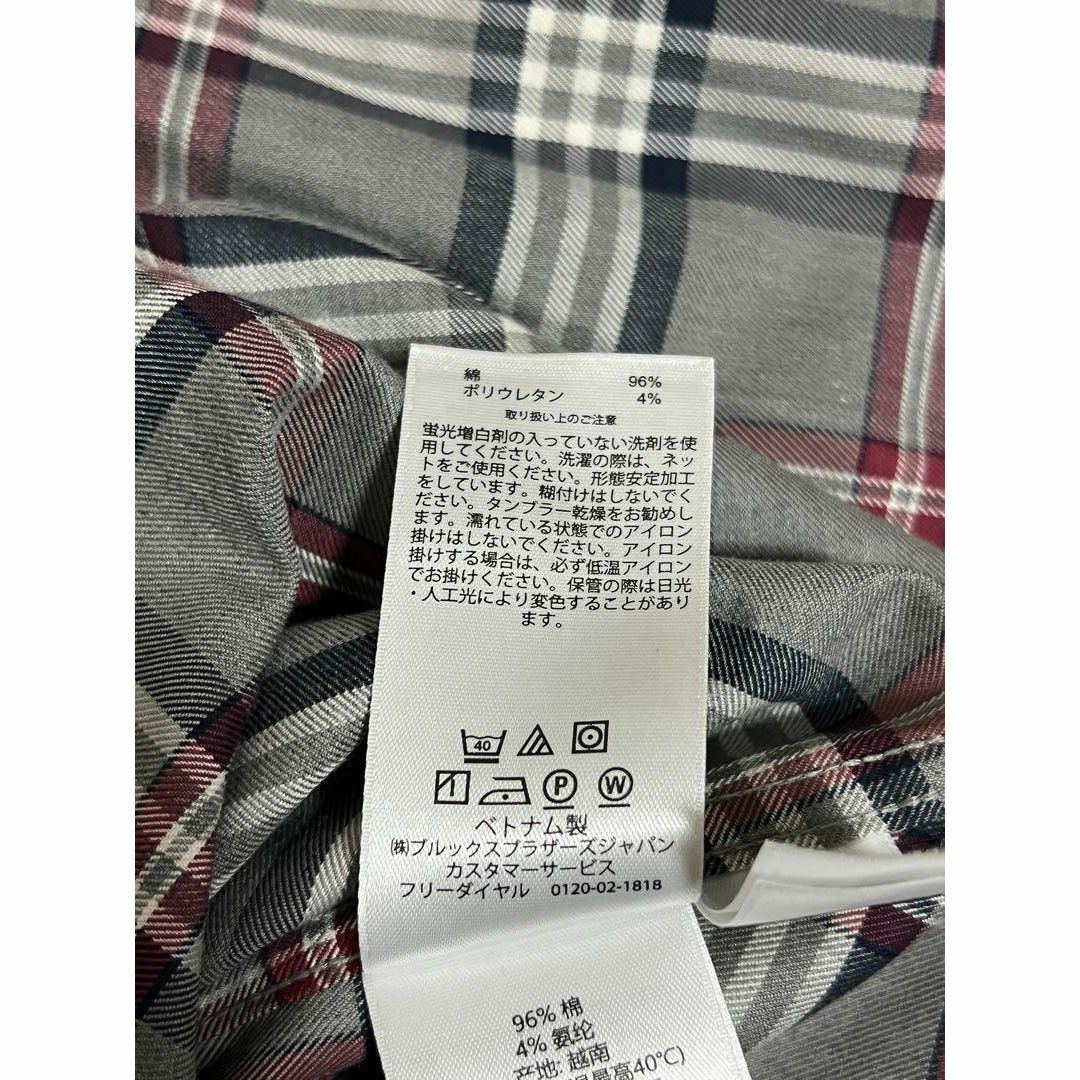 綿 96%
ポリウレタン 4%
取り扱い上のご注意
蛍光増白剤の入っていない洗剤を使
用してください。洗濯の際は、ネッ
トをご使用ください。形態安定加工
をしています。糊付けはしないでく
ださい。タンブラー乾燥をお勧めし
ます。濡れている状態でのアイロン
掛けはしないでください。アイロン
掛けする場合は、必ず低温アイロン
でお掛けください。保管の際は日光
・人工光により変色することがあり
ます。
40
P W
ベトナム製
㈱ブルックスブラザーズジャパン
カスタマーサービス
フリーダイヤル 0120-02-1818
96% 棉
4% 氨纶
产地: 越南
最高40°C)